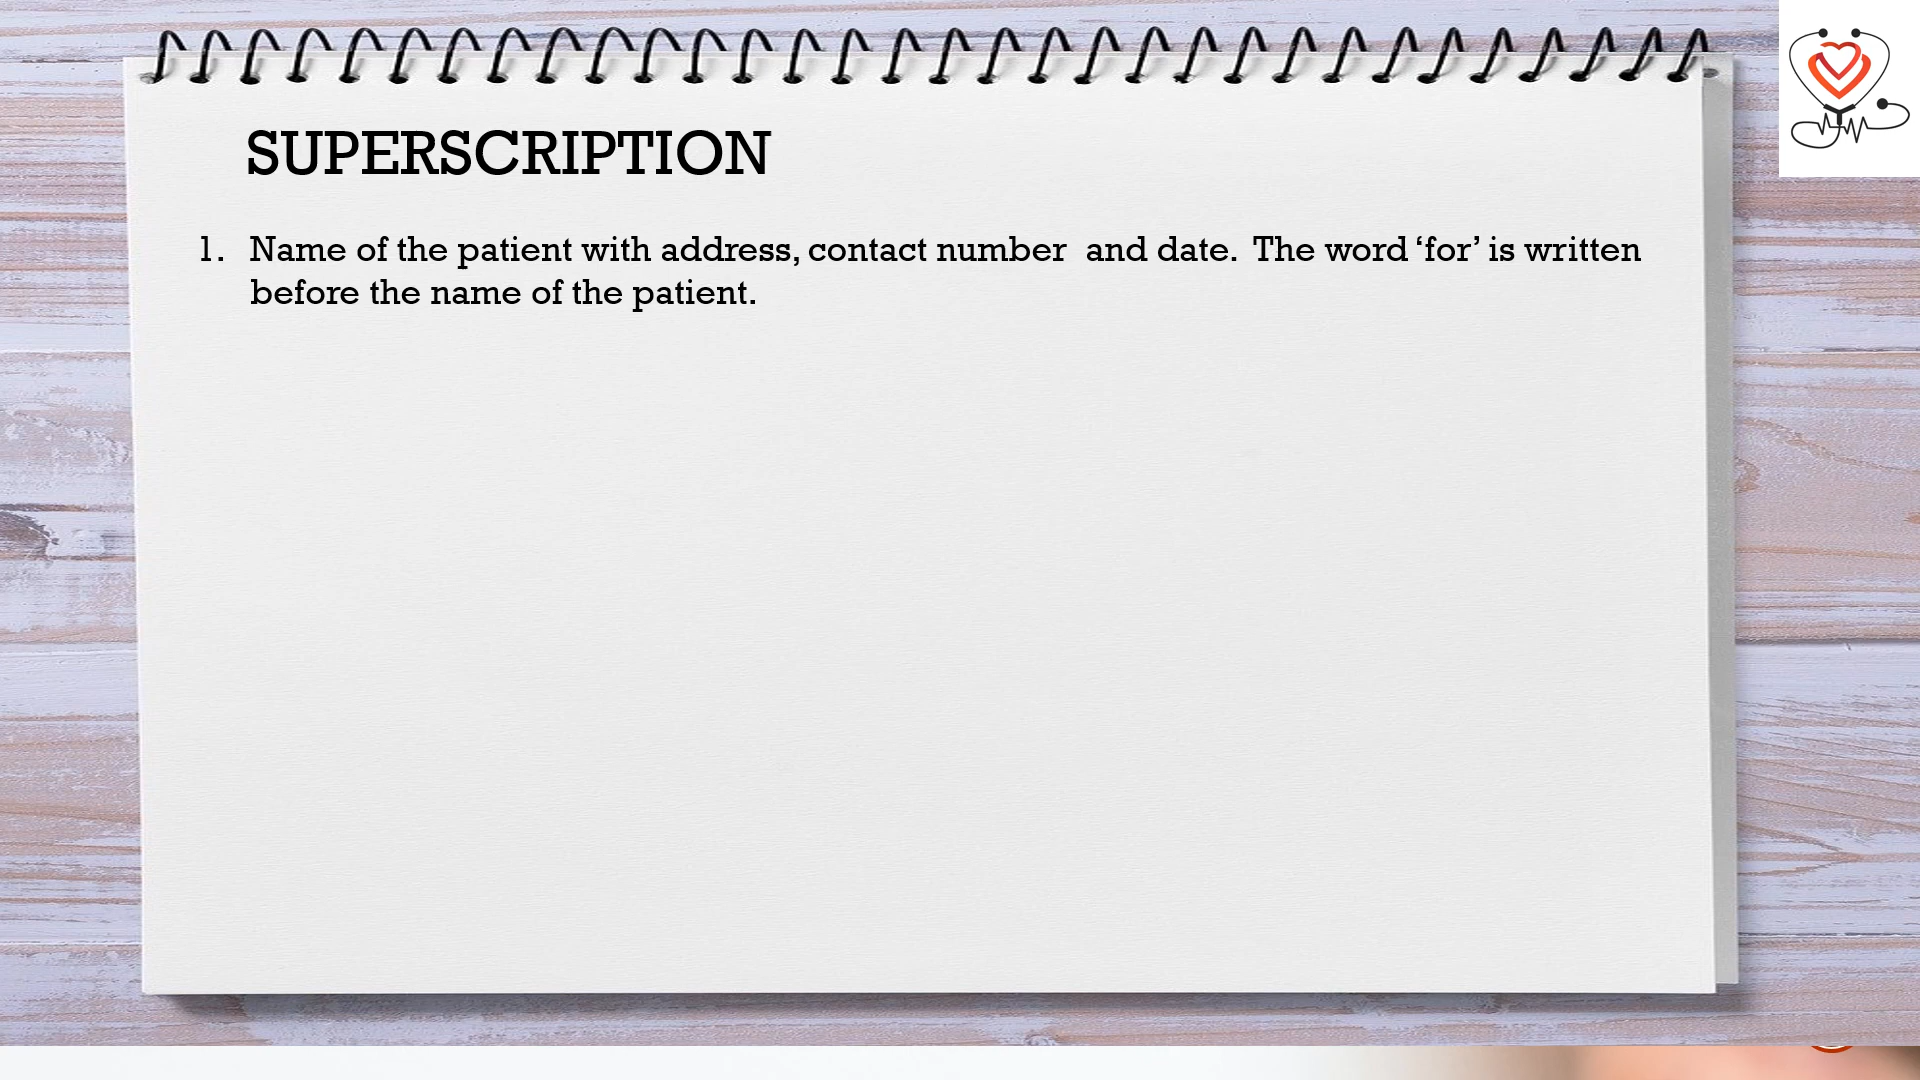 SUPERSCRIPTION
1. Name of the patient with address, contact number  and date.  The word ‘for’ is written
before the name of the patient.